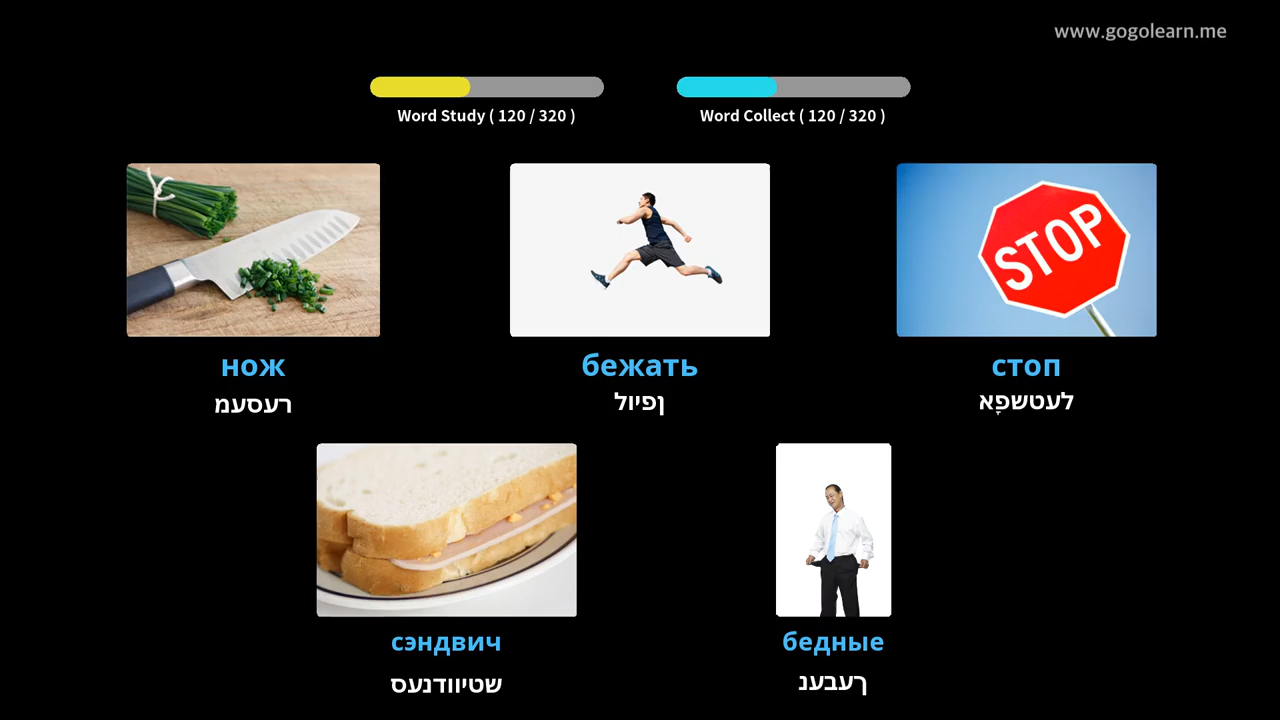 www.gogolearn.me
Word Study ( 120 / 320 )
Word Collect ( 120 / 320 )
STOP
нож
רעסעמ
бежать
ןפיול
стоп
לעטשפָא
сэндвич
שטיוודנעס
бедные
ךעבענ